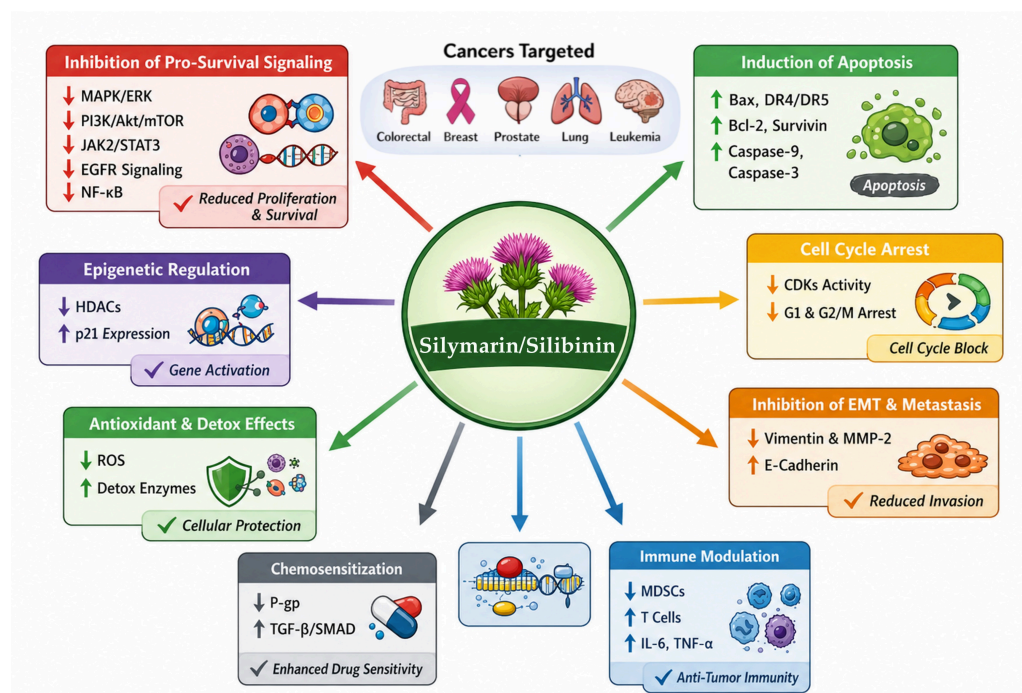 Cancers Targeted
Colorectal Breast Prostate Lung Leukemia
Inhibition of Pro-Survival Signaling
↓ MAPK/ERK
↓ PI3K/Akt/mTOR
↓ JAK2/STAT3
↓ EGFR Signaling
↓ NF-κB
✓ Reduced Proliferation
& Survival
Induction of Apoptosis
↑ Bax, DR4/DR5
↑ Bcl-2, Survivin
↑ Caspase-9,
Caspase-3
Apoptosis
Epigenetic Regulation
↓ HDACs
↑ p21 Expression
✓ Gene Activation
Silymarin/Silibinin
Cell Cycle Arrest
↓ CDKs Activity
↓ G1 & G2/M Arrest
Cell Cycle Block
Antioxidant & Detox Effects
↓ ROS
↑ Detox Enzymes
✓ Cellular Protection
Inhibition of EMT & Metastasis
↓ Vimentin & MMP-2
↑ E-Cadherin
✓ Reduced Invasion
Chemosensitization
↓ P-gp
↑ TGF-β/SMAD
✓ Enhanced Drug Sensitivity
Immune Modulation
↓ MDSCs
↑ T Cells
↑ IL-6, TNF-α
✓ Anti-Tumor Immunity